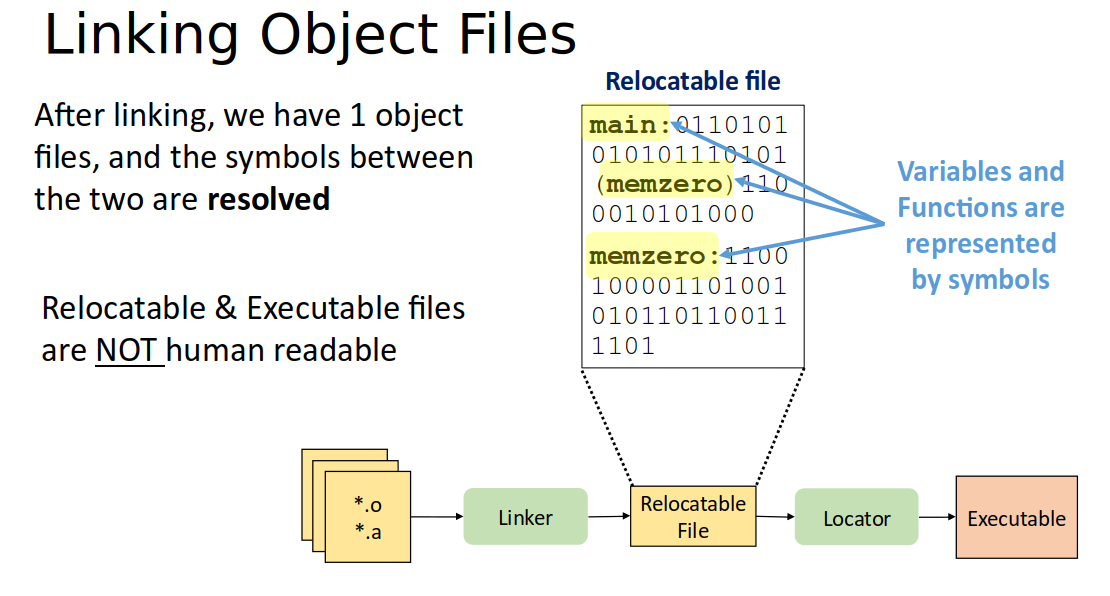 Linking Object Files
After linking, we have 1 object
files, and the symbols between
the two are resolved
Relocatable & Executable files
are NOT human readable
Relocatable file
main:0110101
010101110101
(memzero)110
0010101000
memzero:1100
100001101001
010110110011
1101
Variables and
Functions are
represented
by symbols
*.o
*.a
Linker
Relocatable
File
Locator
Executable